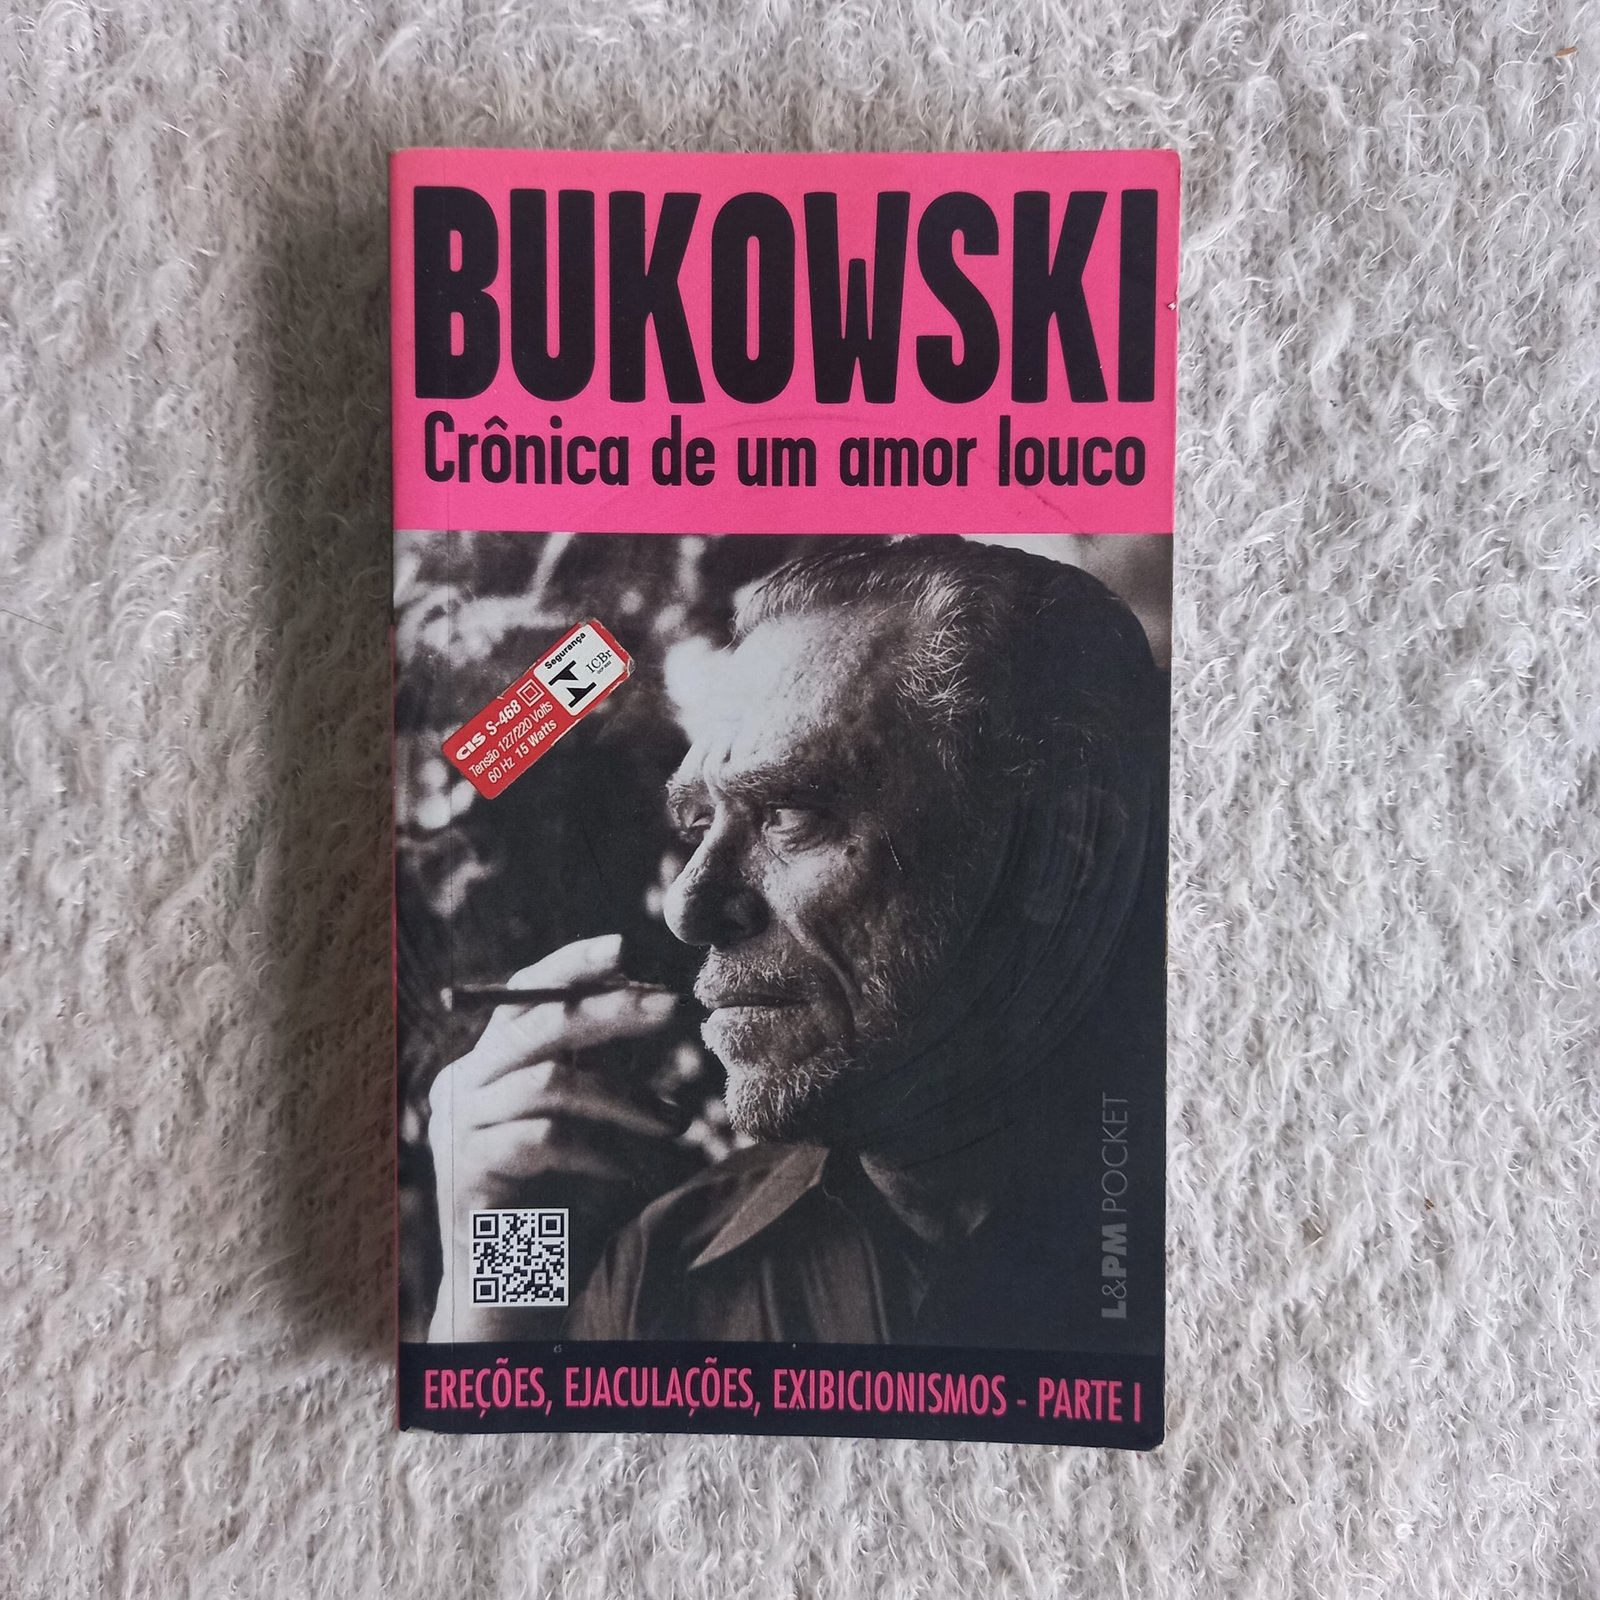 BUKOWSKI
Crônica de um amor louco
Segurança
ICBr
CIS S-468
Tensão 127/220 Volts
60 Hz 15 Watts
L&PM POCKET
EREÇÕES, EJACULAÇÕES, EXIBICIONISMOS - PARTE I